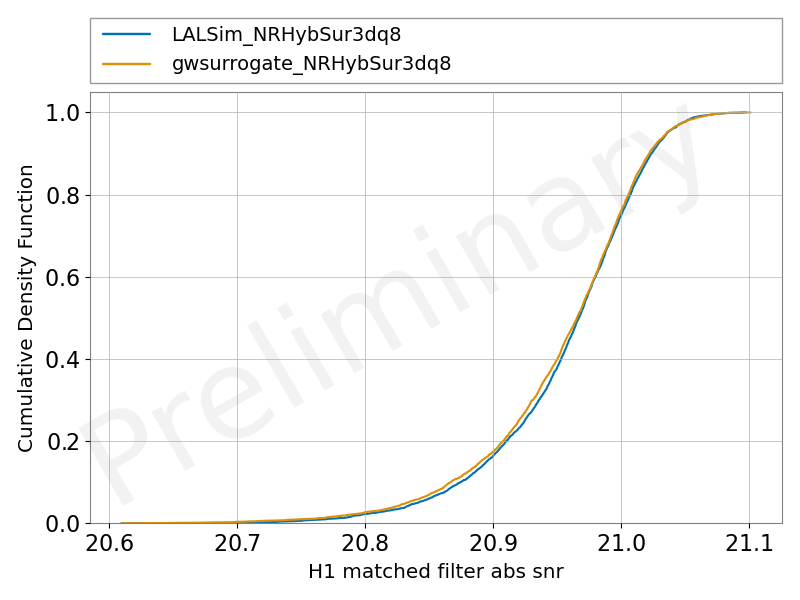 LALSim_NRHybSur3dq8
gwsurrogate_NRHybSur3dq8
1.0
0.8
0.6
0.4
0.2
0.0
Cumulative Density Function
Preliminary
20.6 20.7 20.8 20.9 21.0 21.1
H1 matched filter abs snr